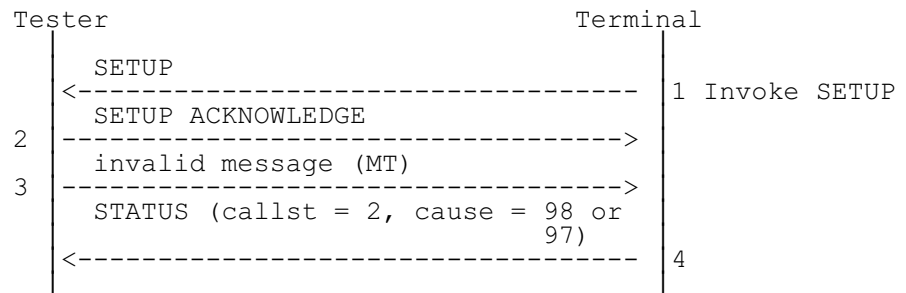 Tester Terminal
SETUP
<----------------------------------- 1 Invoke SETUP
SETUP ACKNOWLEDGE
2 ----------------------------------->
invalid message (MT)
3 ----------------------------------->
STATUS (callst = 2, cause = 98 or
97)
<----------------------------------- 4